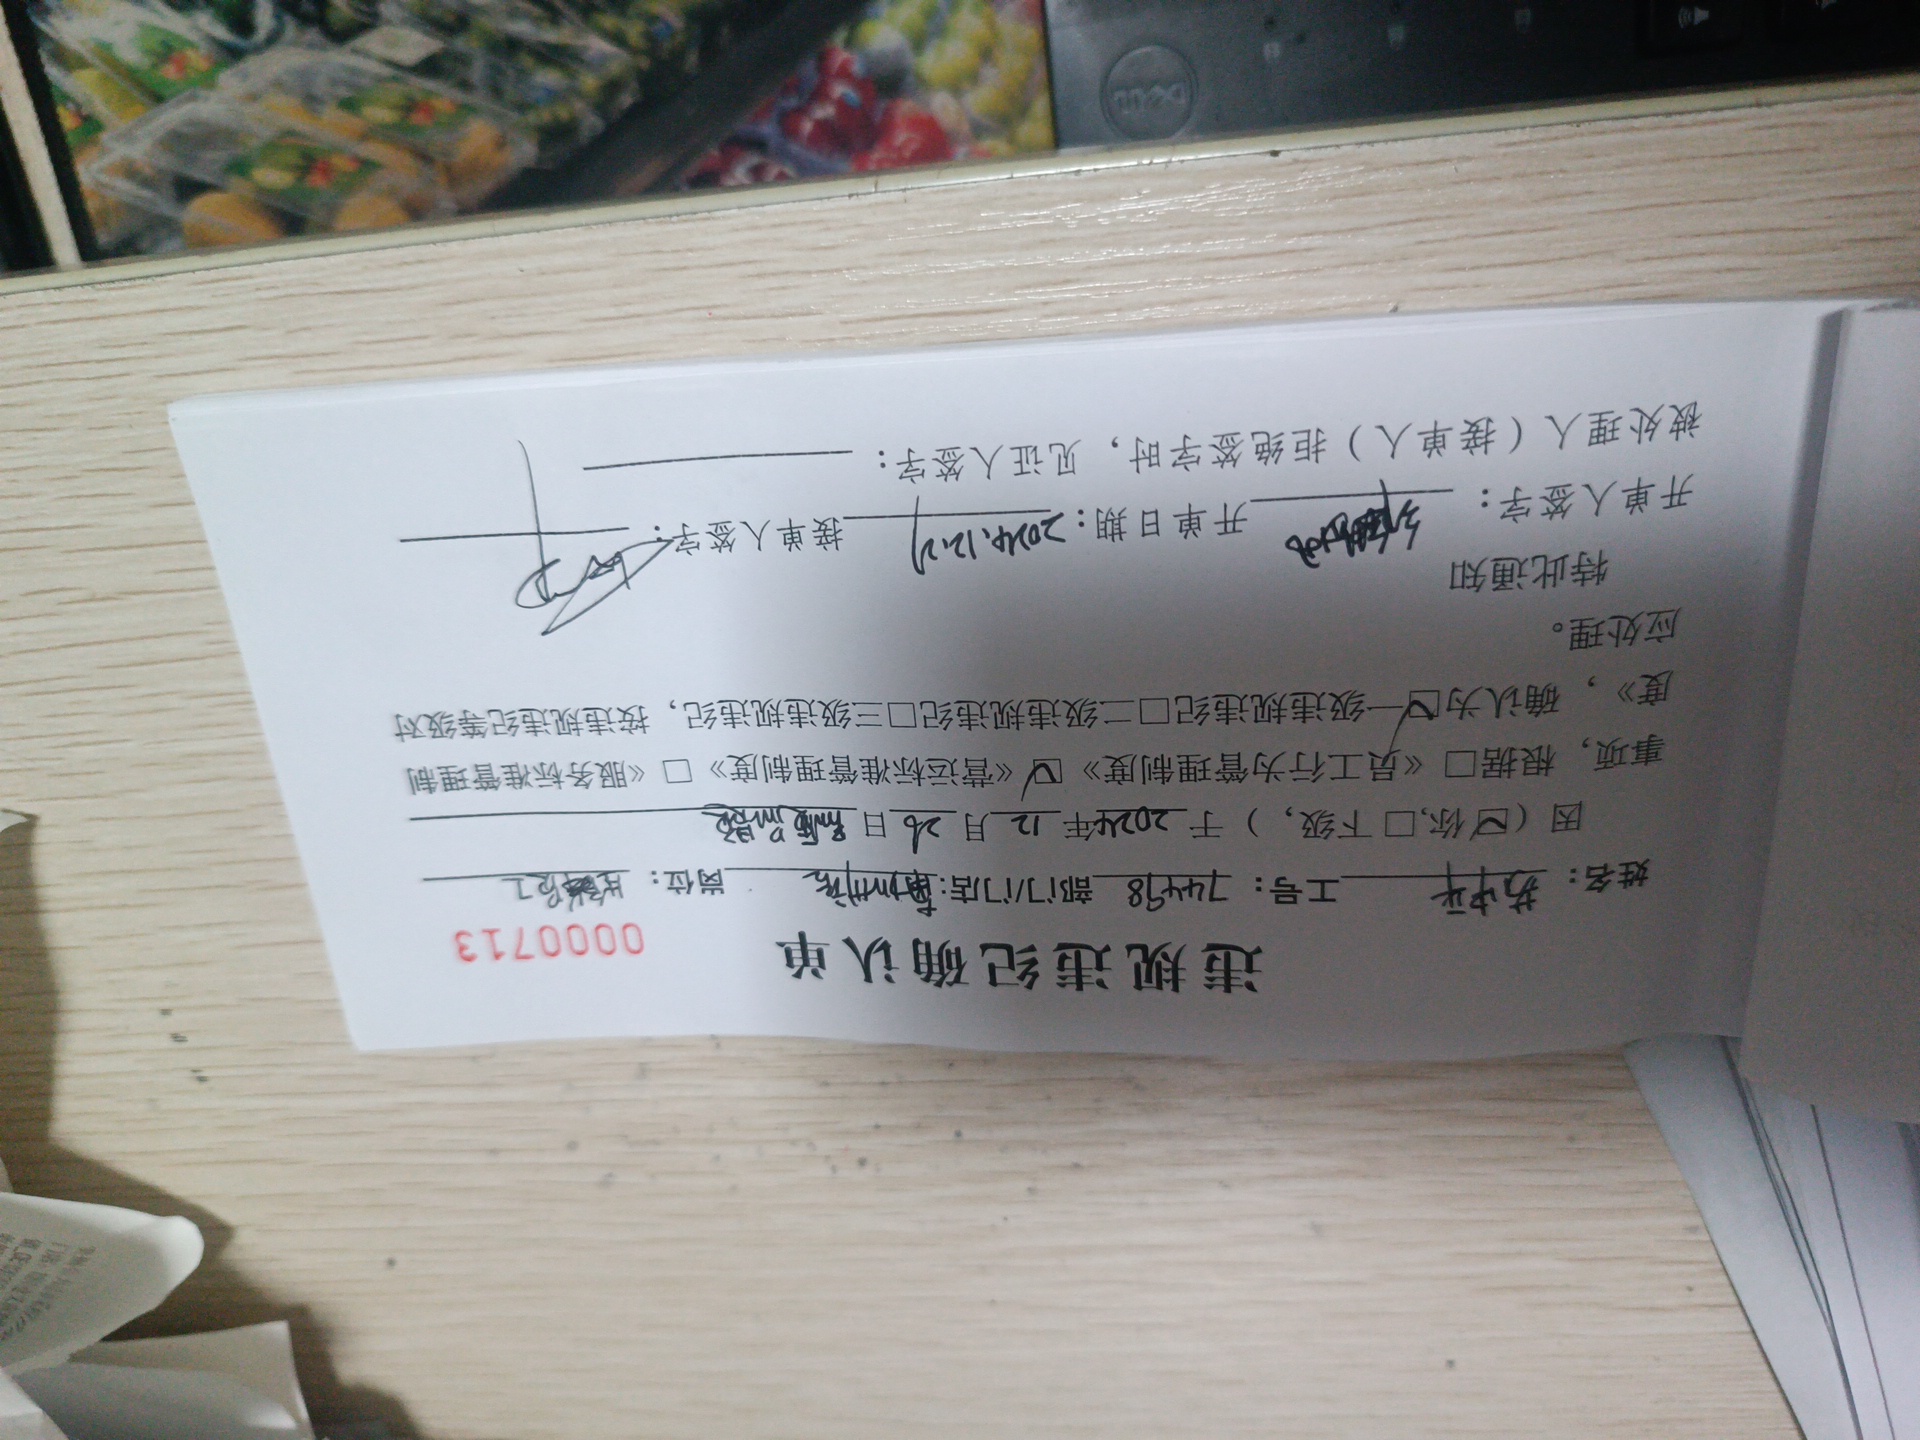 违规违纪确认单 0000713
姓名： 工号：74498 部门/门店： 岗位：
因（☑你,□下级，）于2024年12月26日
事项，根据□《员工行为管理制度》☑《营运标准管理制度》□《服务标准管理制
度》，确认为☑一级违规违纪□二级违规违纪□三级违规违纪，按违规违纪等级对
应处理。
特此通知
开单人签字： 开单日期：2024.12.27 接单人签字：
被处理人（接单人）拒绝签字时，见证人签字：
DELL